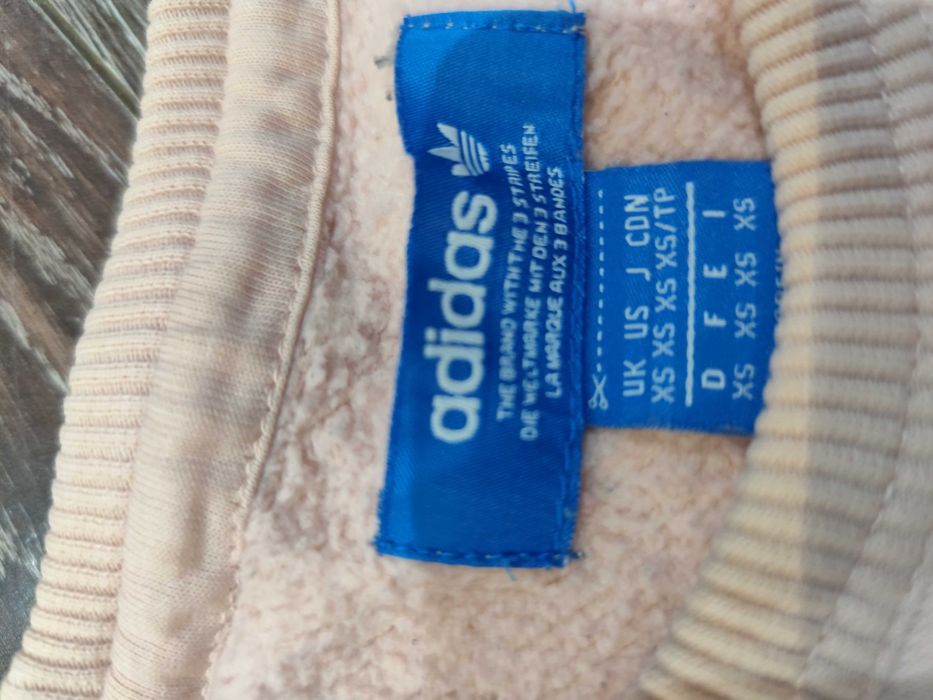 adidas
THE BRAND WITH THE 3 STRIPES
DIE WELTMARKE MIT DEN 3 STREIFEN
LA MARQUE AUX 3 BANDES
UK US J CDN
XS XS XS XS/TP
D F E I
XS XS XS XS